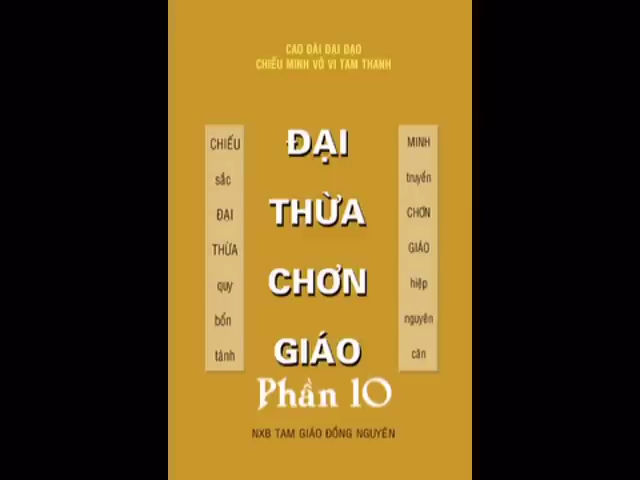 CAO ĐÀI ĐẠI ĐẠO
CHIẾU MINH VÔ VI TAM THANH
CHIẾU
sắc
ĐẠI
THỪA
quy
bổn
tánh
ĐẠI
THỪA
CHƠN
GIÁO
MINH
truyền
CHƠN
GIÁO
hiệp
nguyên
căn
Phần 10
NXB TAM GIÁO ĐỒNG NGUYÊN